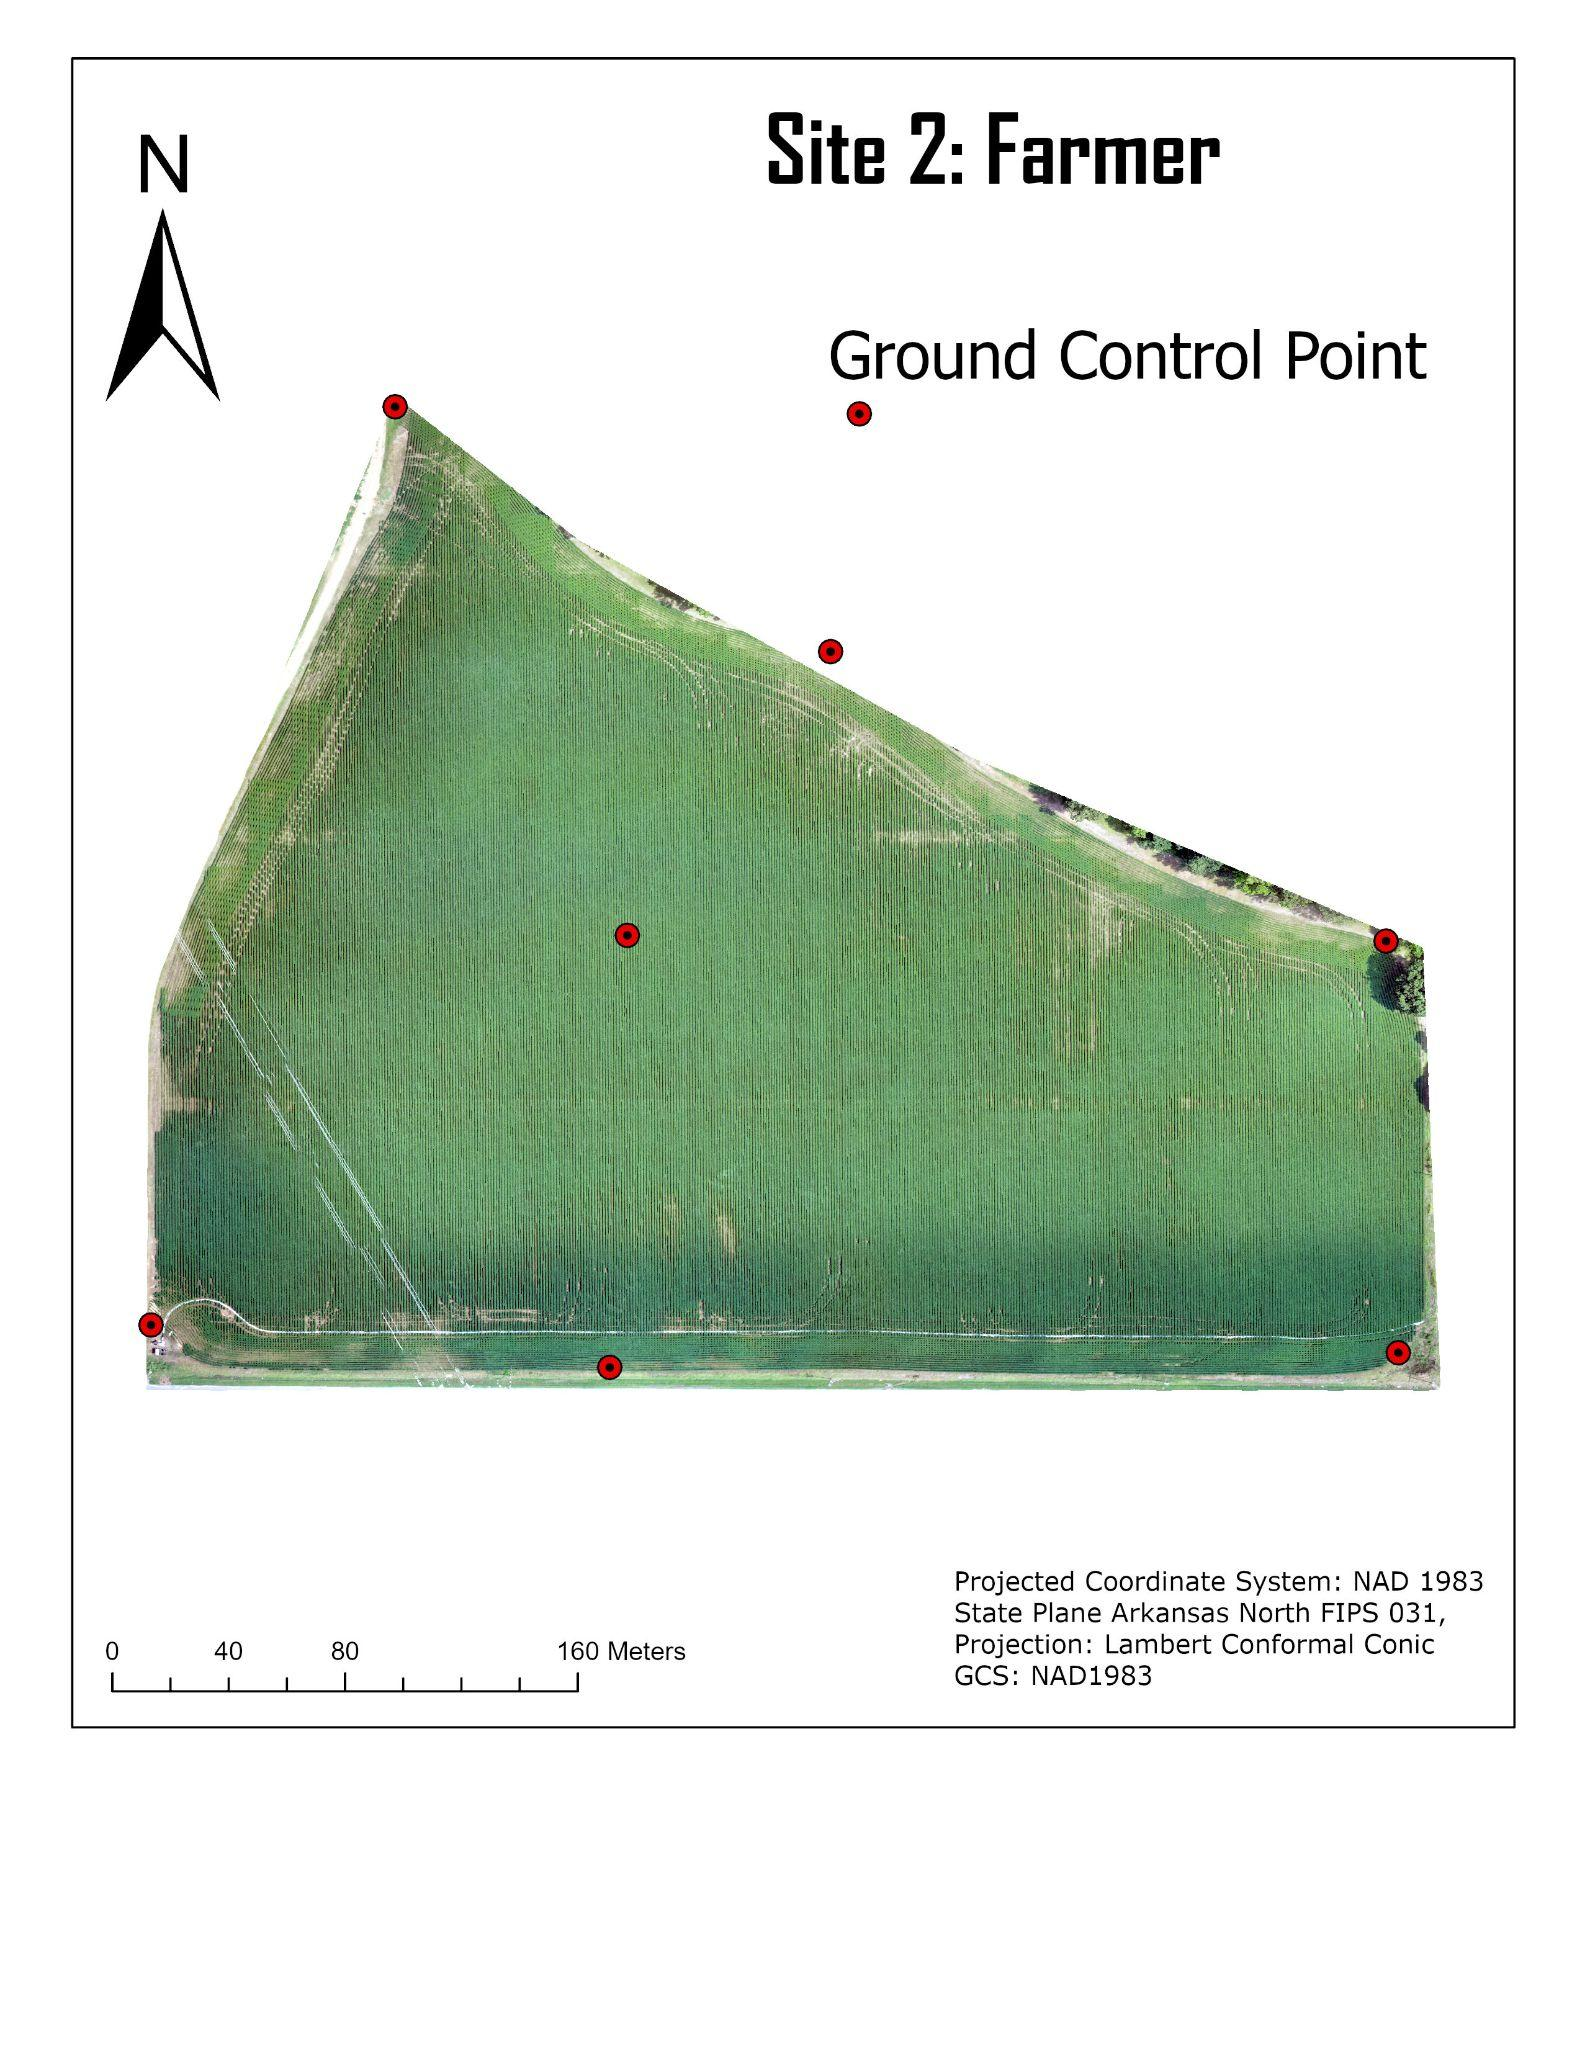 N
Site 2: Farmer
Ground Control Point
Projected Coordinate System: NAD 1983
State Plane Arkansas North FIPS 031,
Projection: Lambert Conformal Conic
GCS: NAD1983
0 40 80 160 Meters